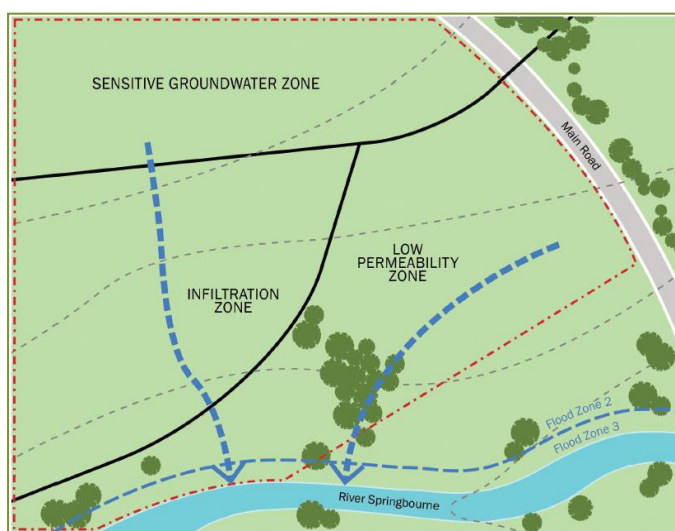 SENSITIVE GROUNDWATER ZONE
Main Road
LOW
PERMEABILITY
ZONE
INFILTRATION
ZONE
Flood Zone 2
Flood Zone 3
River Springbourne